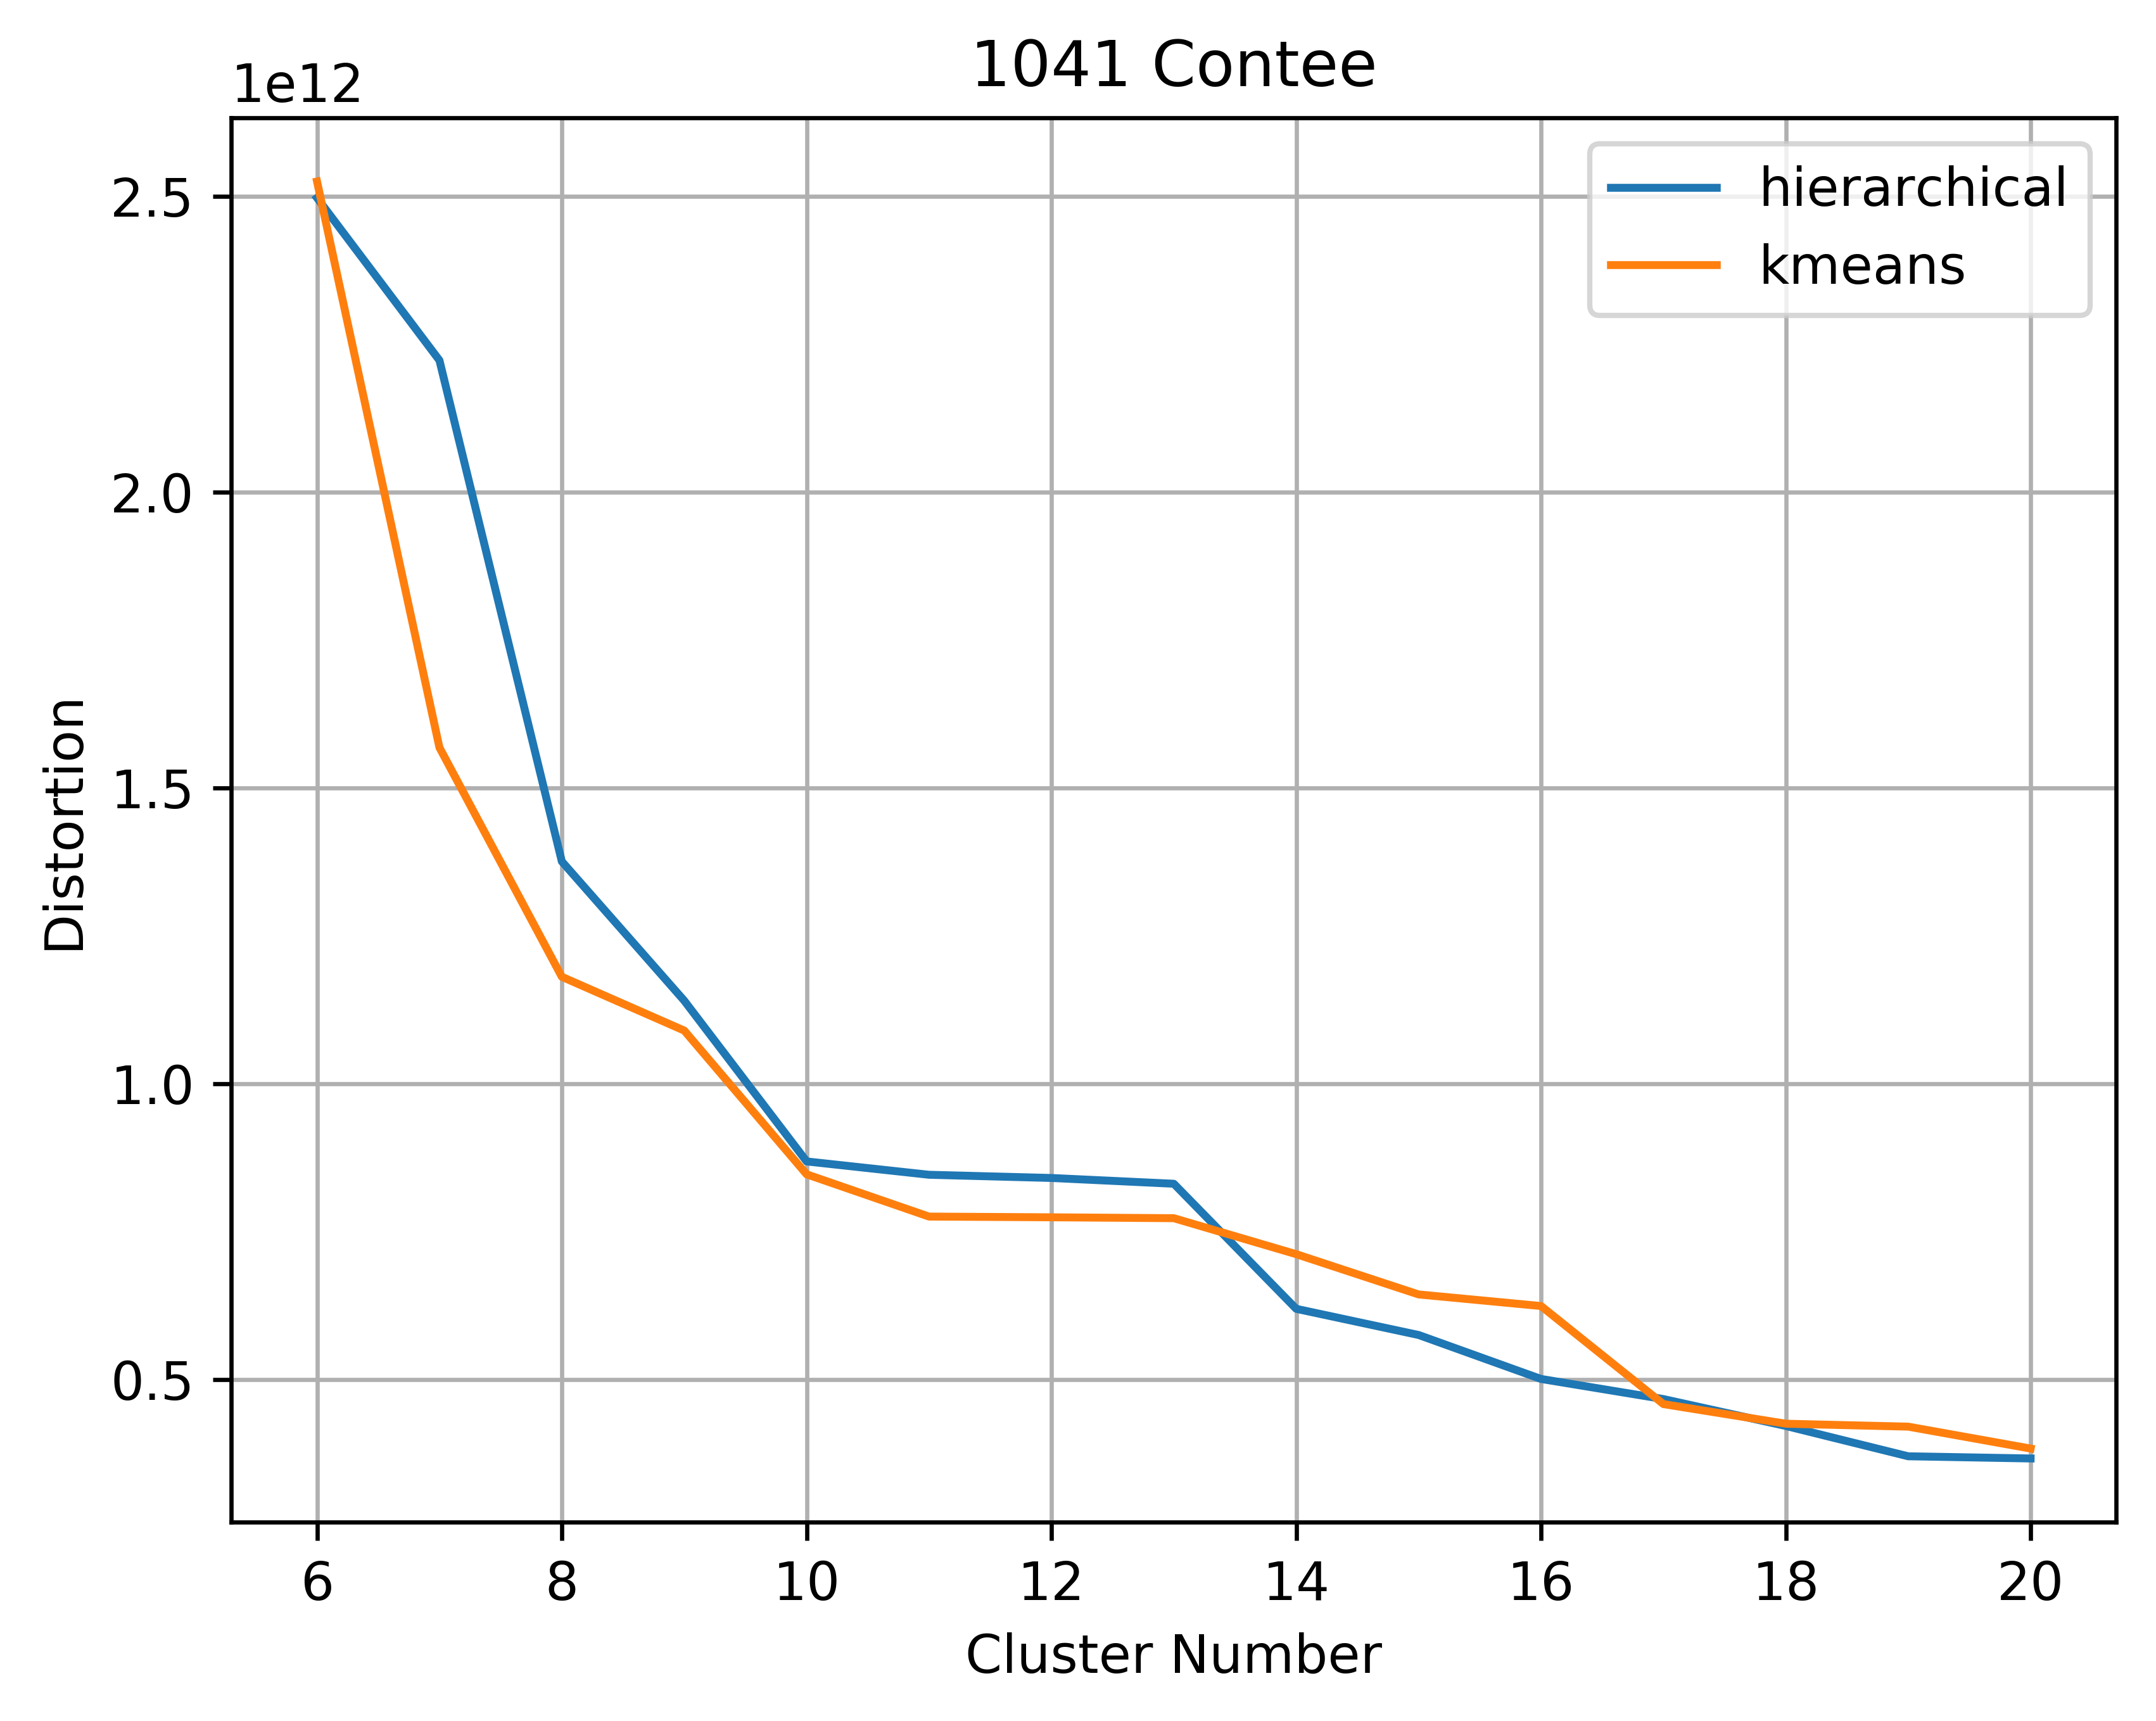 1041 Contee
1e12
hierarchical
kmeans
2.5
2.0
1.5
1.0
0.5
Distortion
6 8 10 12 14 16 18 20
Cluster Number